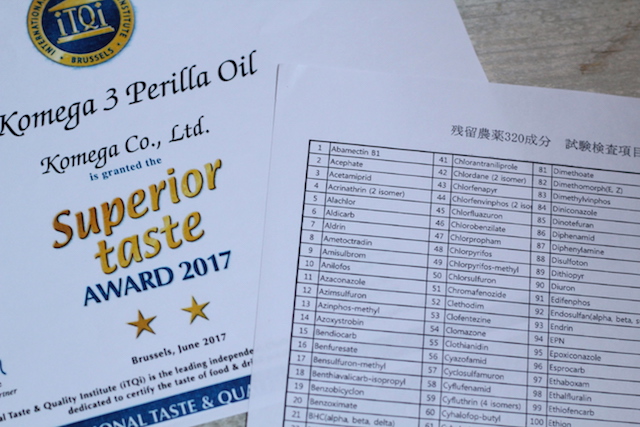 INTERNATIONAL
INSTITUTE
iTQi
BRUSSELS
Komega 3 Perilla Oil
Komega Co., Ltd.
is granted the
Superior
taste
AWARD 2017
Brussels, June 2017
Taste & Quality Institute (iTQi) is the leading
dedicated to certify the taste of food &
TASTE &
残留農薬320成分 試験検査項目
1 Abamectin B1 41 Chlorantraniliprole 81 Dimethoate
2 Acephate 42 Chlordane (2 isomer) 82 Dimethomorph(E, Z)
3 Acetamiprid 43 Chlorfenapyr 83 Dimethylvinphos
4 Acrinathrin (2 isomer) 44 Chlorfenvinphos (2 iso 84 Diniconazole
5 Alachlor 45 Chlorfluazuron 85 Dinotefuran
6 Aldicarb 46 Chlorobenzilate 86 Diphenamid
7 Aldrin 47 Chlorpropham 87 Diphenylamine
8 Ametoctradin 48 Chlorpyrifos 88 Disulfoton
9 Amisulbrom 49 Chlorpyrifos-methyl 89 Dithiopyr
10 Anilofos 50 Chlorsulfuron 90 Diuron
11 Azaconazole 51 Chromafenozide 91 Edifenphos
12 Azimsulfuron 52 Clethodim 92 Endosulfan(alpha, beta,
13 Azinphos-methyl 53 Clofentezine 93 Endrin
14 Azoxystrobin 54 Clomazone 94 EPN
15 Bendiocarb 55 Clothianidin 95 Epoxiconazole
16 Benfuresate 56 Cyazofamid 96 Esprocarb
17 Bensulfuron-methyl 57 Cyclosulfamuron 97 Ethaboxam
18 Benthiavalicarb-isopropyl 58 Cyflufenamid 98 Ethalfluralin
19 Benzobicyclon 59 Cyfluthrin (4 isomers) 99 Ethiofencarb
20 Benzoximate 60 Cyhalofop-butyl 100 Ethion
21 BHC(alpha, beta, delta)